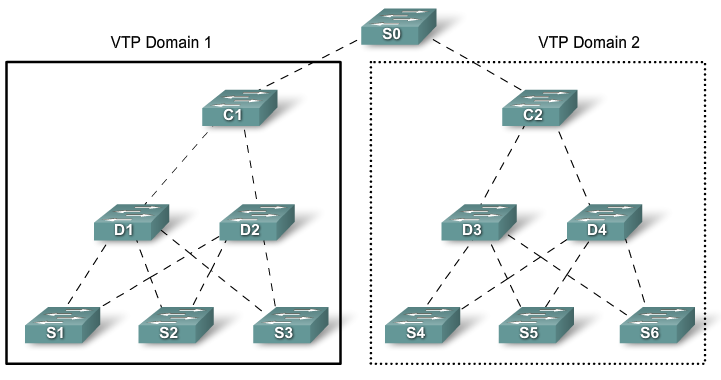 S0
VTP Domain 1
VTP Domain 2
C1
C2
D1
D2
D3
D4
S1
S2
S3
S4
S5
S6